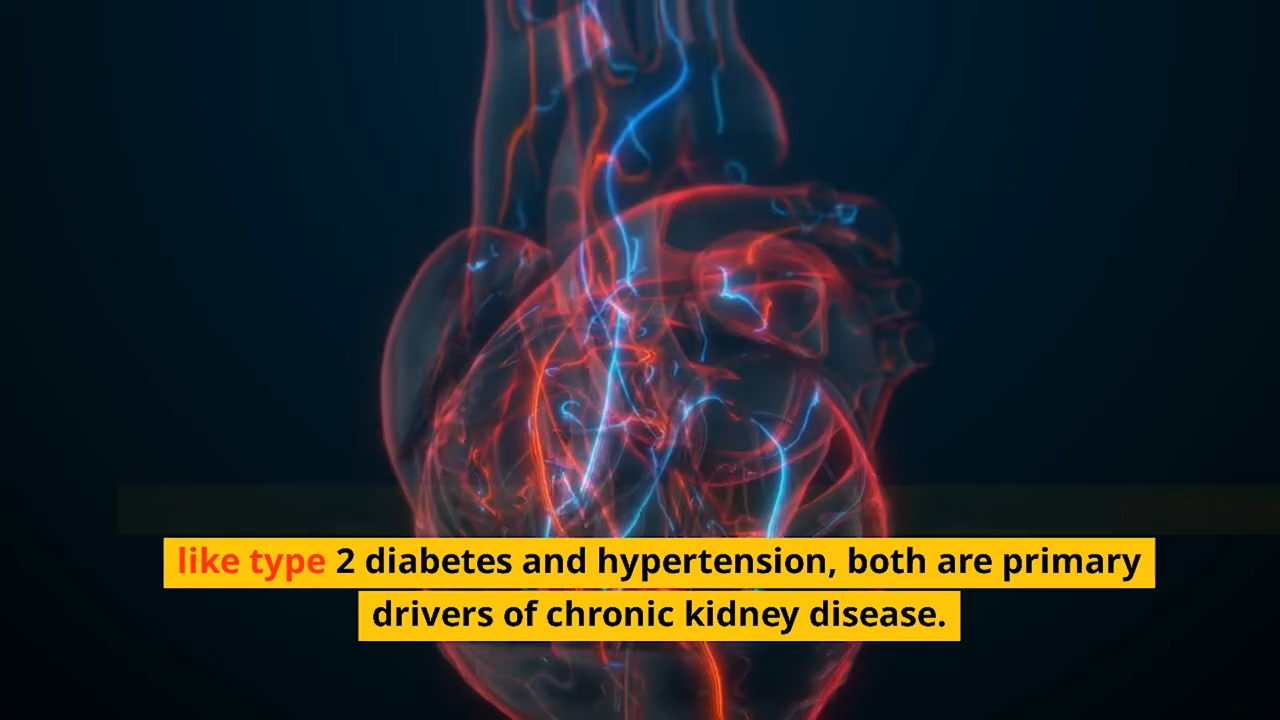 like type 2 diabetes and hypertension, both are primary
drivers of chronic kidney disease.